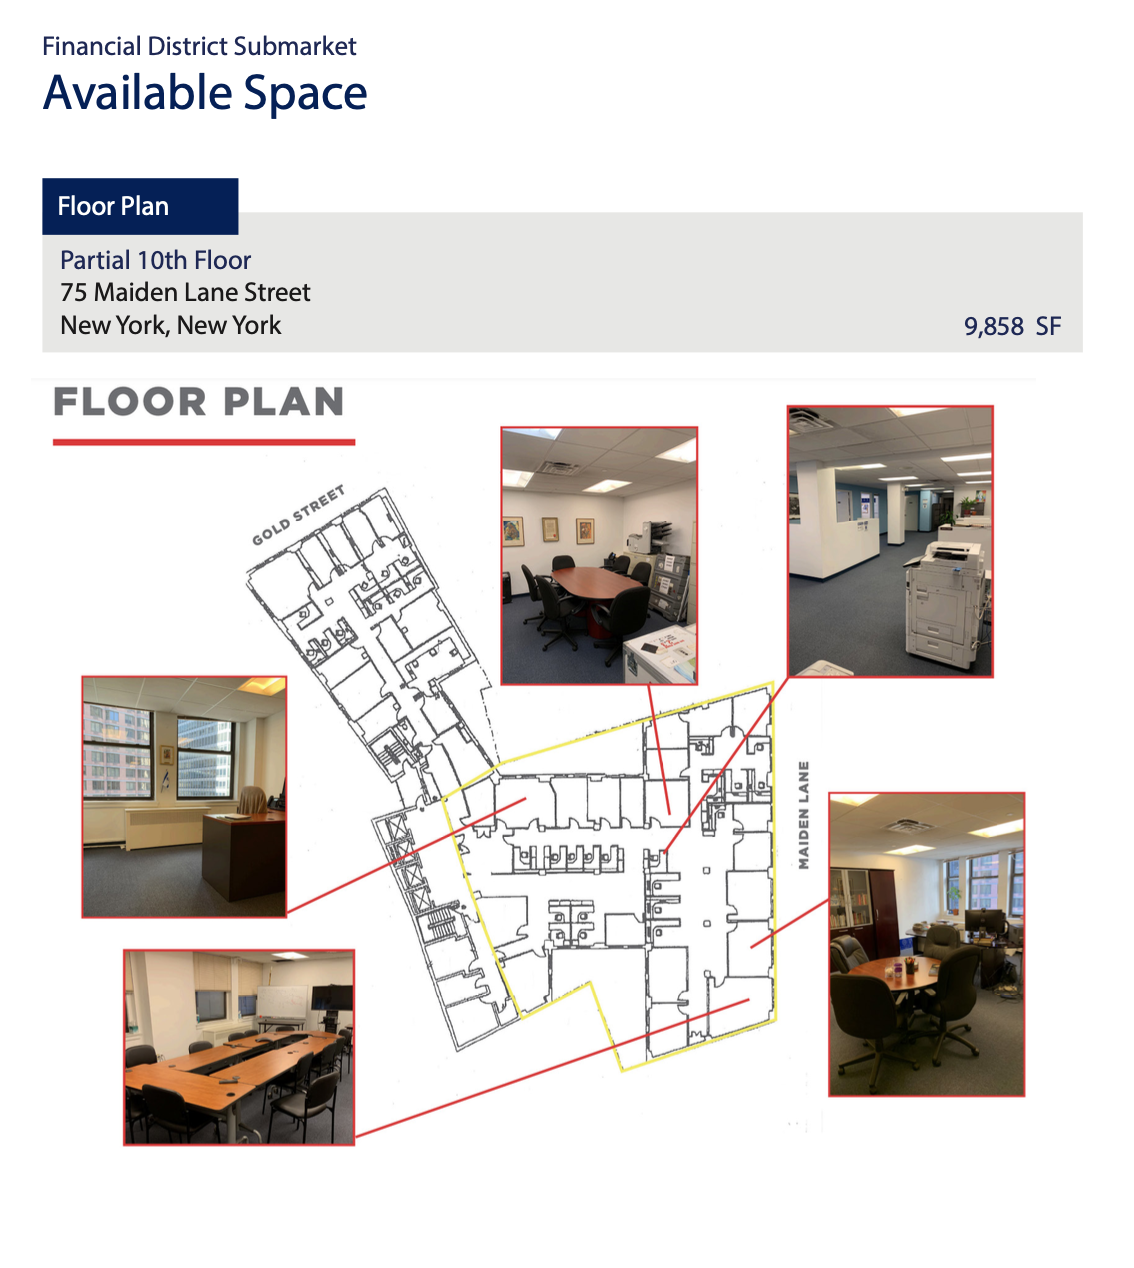 Financial District Submarket
Available Space
Floor Plan
Partial 10th Floor
75 Maiden Lane Street
New York, New York
9,858 SF
FLOOR PLAN
GOLD STREET
MAIDEN LANE